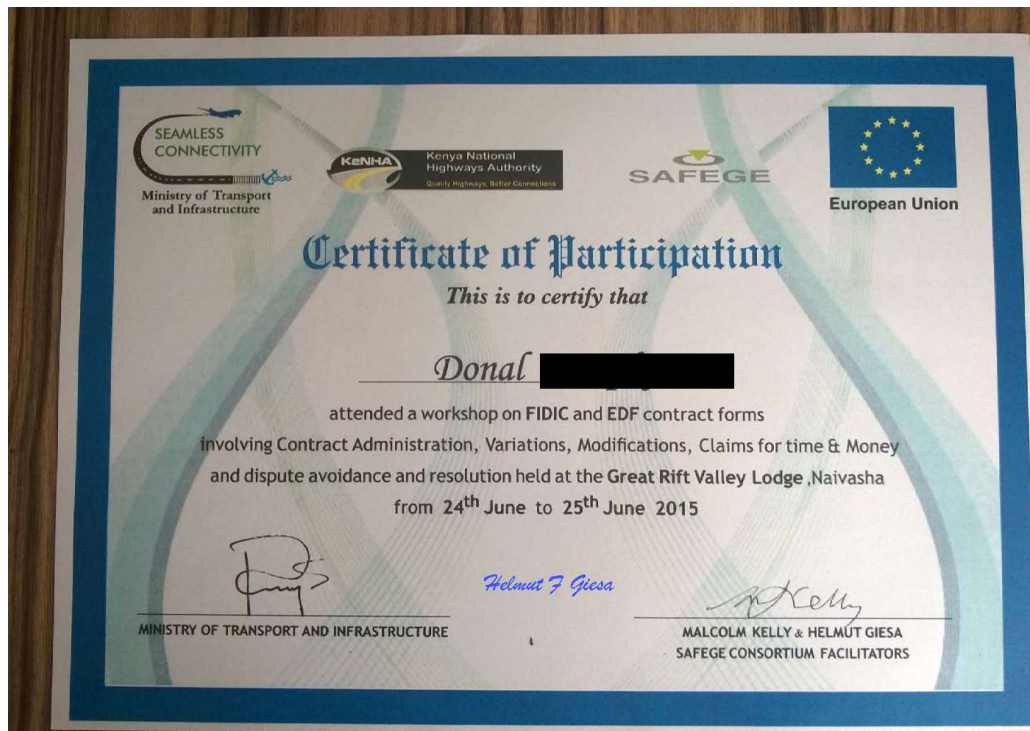 SEAMLESS
CONNECTIVITY
Ministry of Transport
and Infrastructure
KeNHA
Kenya National
Highways Authority
Quality Highways, Better Connections
SAFEGE
European Union
Certificate of Participation
This is to certify that
Donal
attended a workshop on FIDIC and EDF contract forms
involving Contract Administration, Variations, Modifications, Claims for time & Money
and dispute avoidance and resolution held at the Great Rift Valley Lodge ,Naivasha
from 24th June to 25th June 2015
Helmut F Giesa
M Kelly
MINISTRY OF TRANSPORT AND INFRASTRUCTURE
MALCOLM KELLY & HELMUT GIESA
SAFEGE CONSORTIUM FACILITATORS